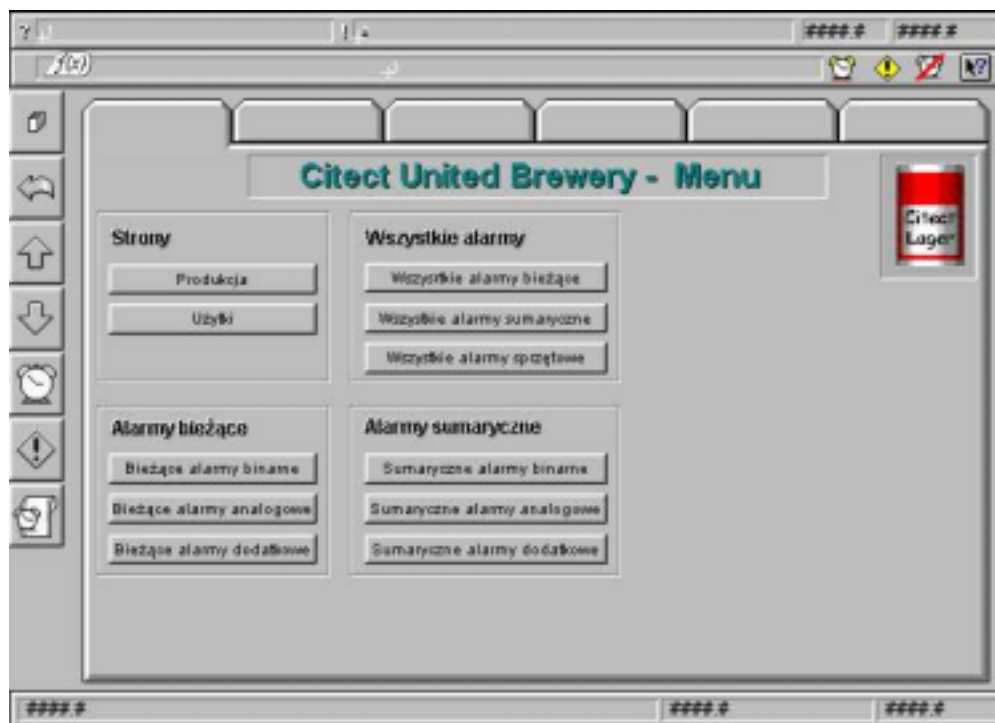 ####.# ####.#
f(x)
Citect United Brewery - Menu
Citect
Lager
Strony
Produkcja
Użytki
Wszystkie alarmy
Wszystkie alarmy bieżące
Wszystkie alarmy sumaryczne
Wszystkie alarmy sprzętowe
Alarmy bieżące
Bieżące alarmy binarne
Bieżące alarmy analogowe
Bieżące alarmy dodatkowe
Alarmy sumaryczne
Sumaryczne alarmy binarne
Sumaryczne alarmy analogowe
Sumaryczne alarmy dodatkowe
####.# ####.# ####.#